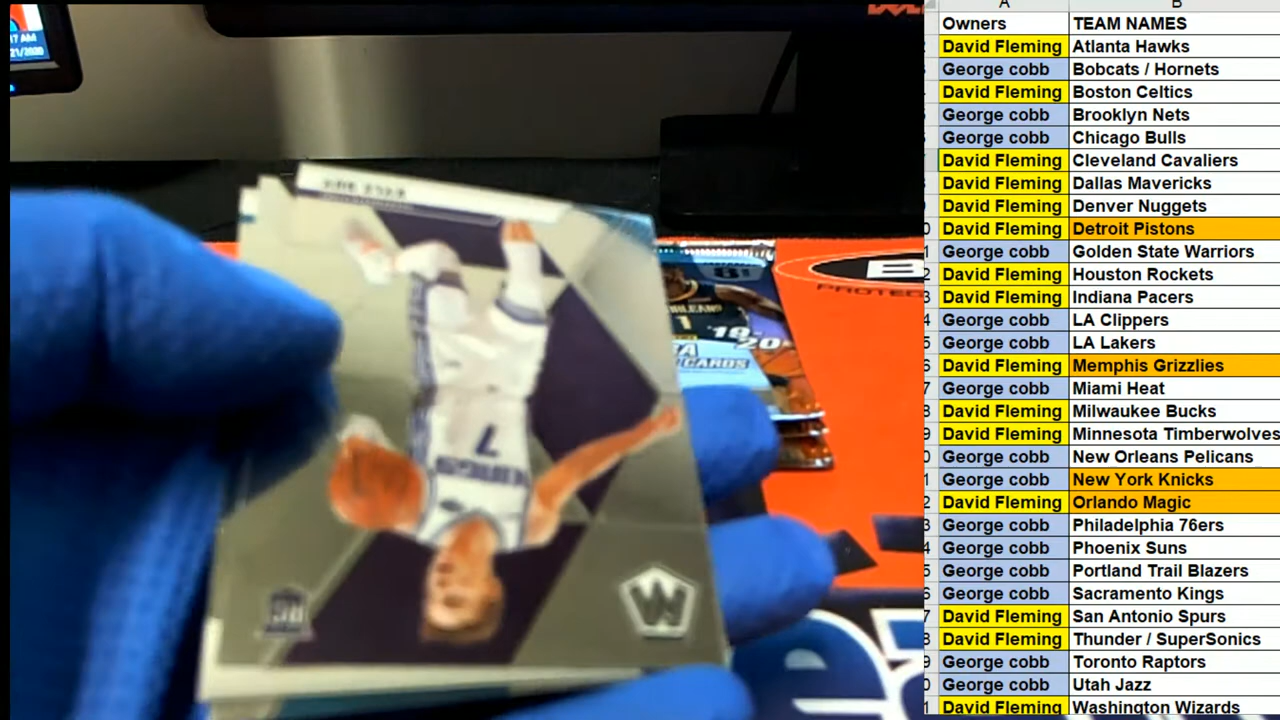 A B
Owners TEAM NAMES
David Fleming Atlanta Hawks
George cobb Bobcats / Hornets
David Fleming Boston Celtics
George cobb Brooklyn Nets
George cobb Chicago Bulls
David Fleming Cleveland Cavaliers
David Fleming Dallas Mavericks
David Fleming Denver Nuggets
David Fleming Detroit Pistons
George cobb Golden State Warriors
David Fleming Houston Rockets
David Fleming Indiana Pacers
George cobb LA Clippers
George cobb LA Lakers
David Fleming Memphis Grizzlies
George cobb Miami Heat
David Fleming Milwaukee Bucks
David Fleming Minnesota Timberwolves
George cobb New Orleans Pelicans
George cobb New York Knicks
David Fleming Orlando Magic
George cobb Philadelphia 76ers
George cobb Phoenix Suns
George cobb Portland Trail Blazers
George cobb Sacramento Kings
David Fleming San Antonio Spurs
David Fleming Thunder / SuperSonics
George cobb Toronto Raptors
George cobb Utah Jazz
David Fleming Washington Wizards
7
1
'19-
20
CARDS